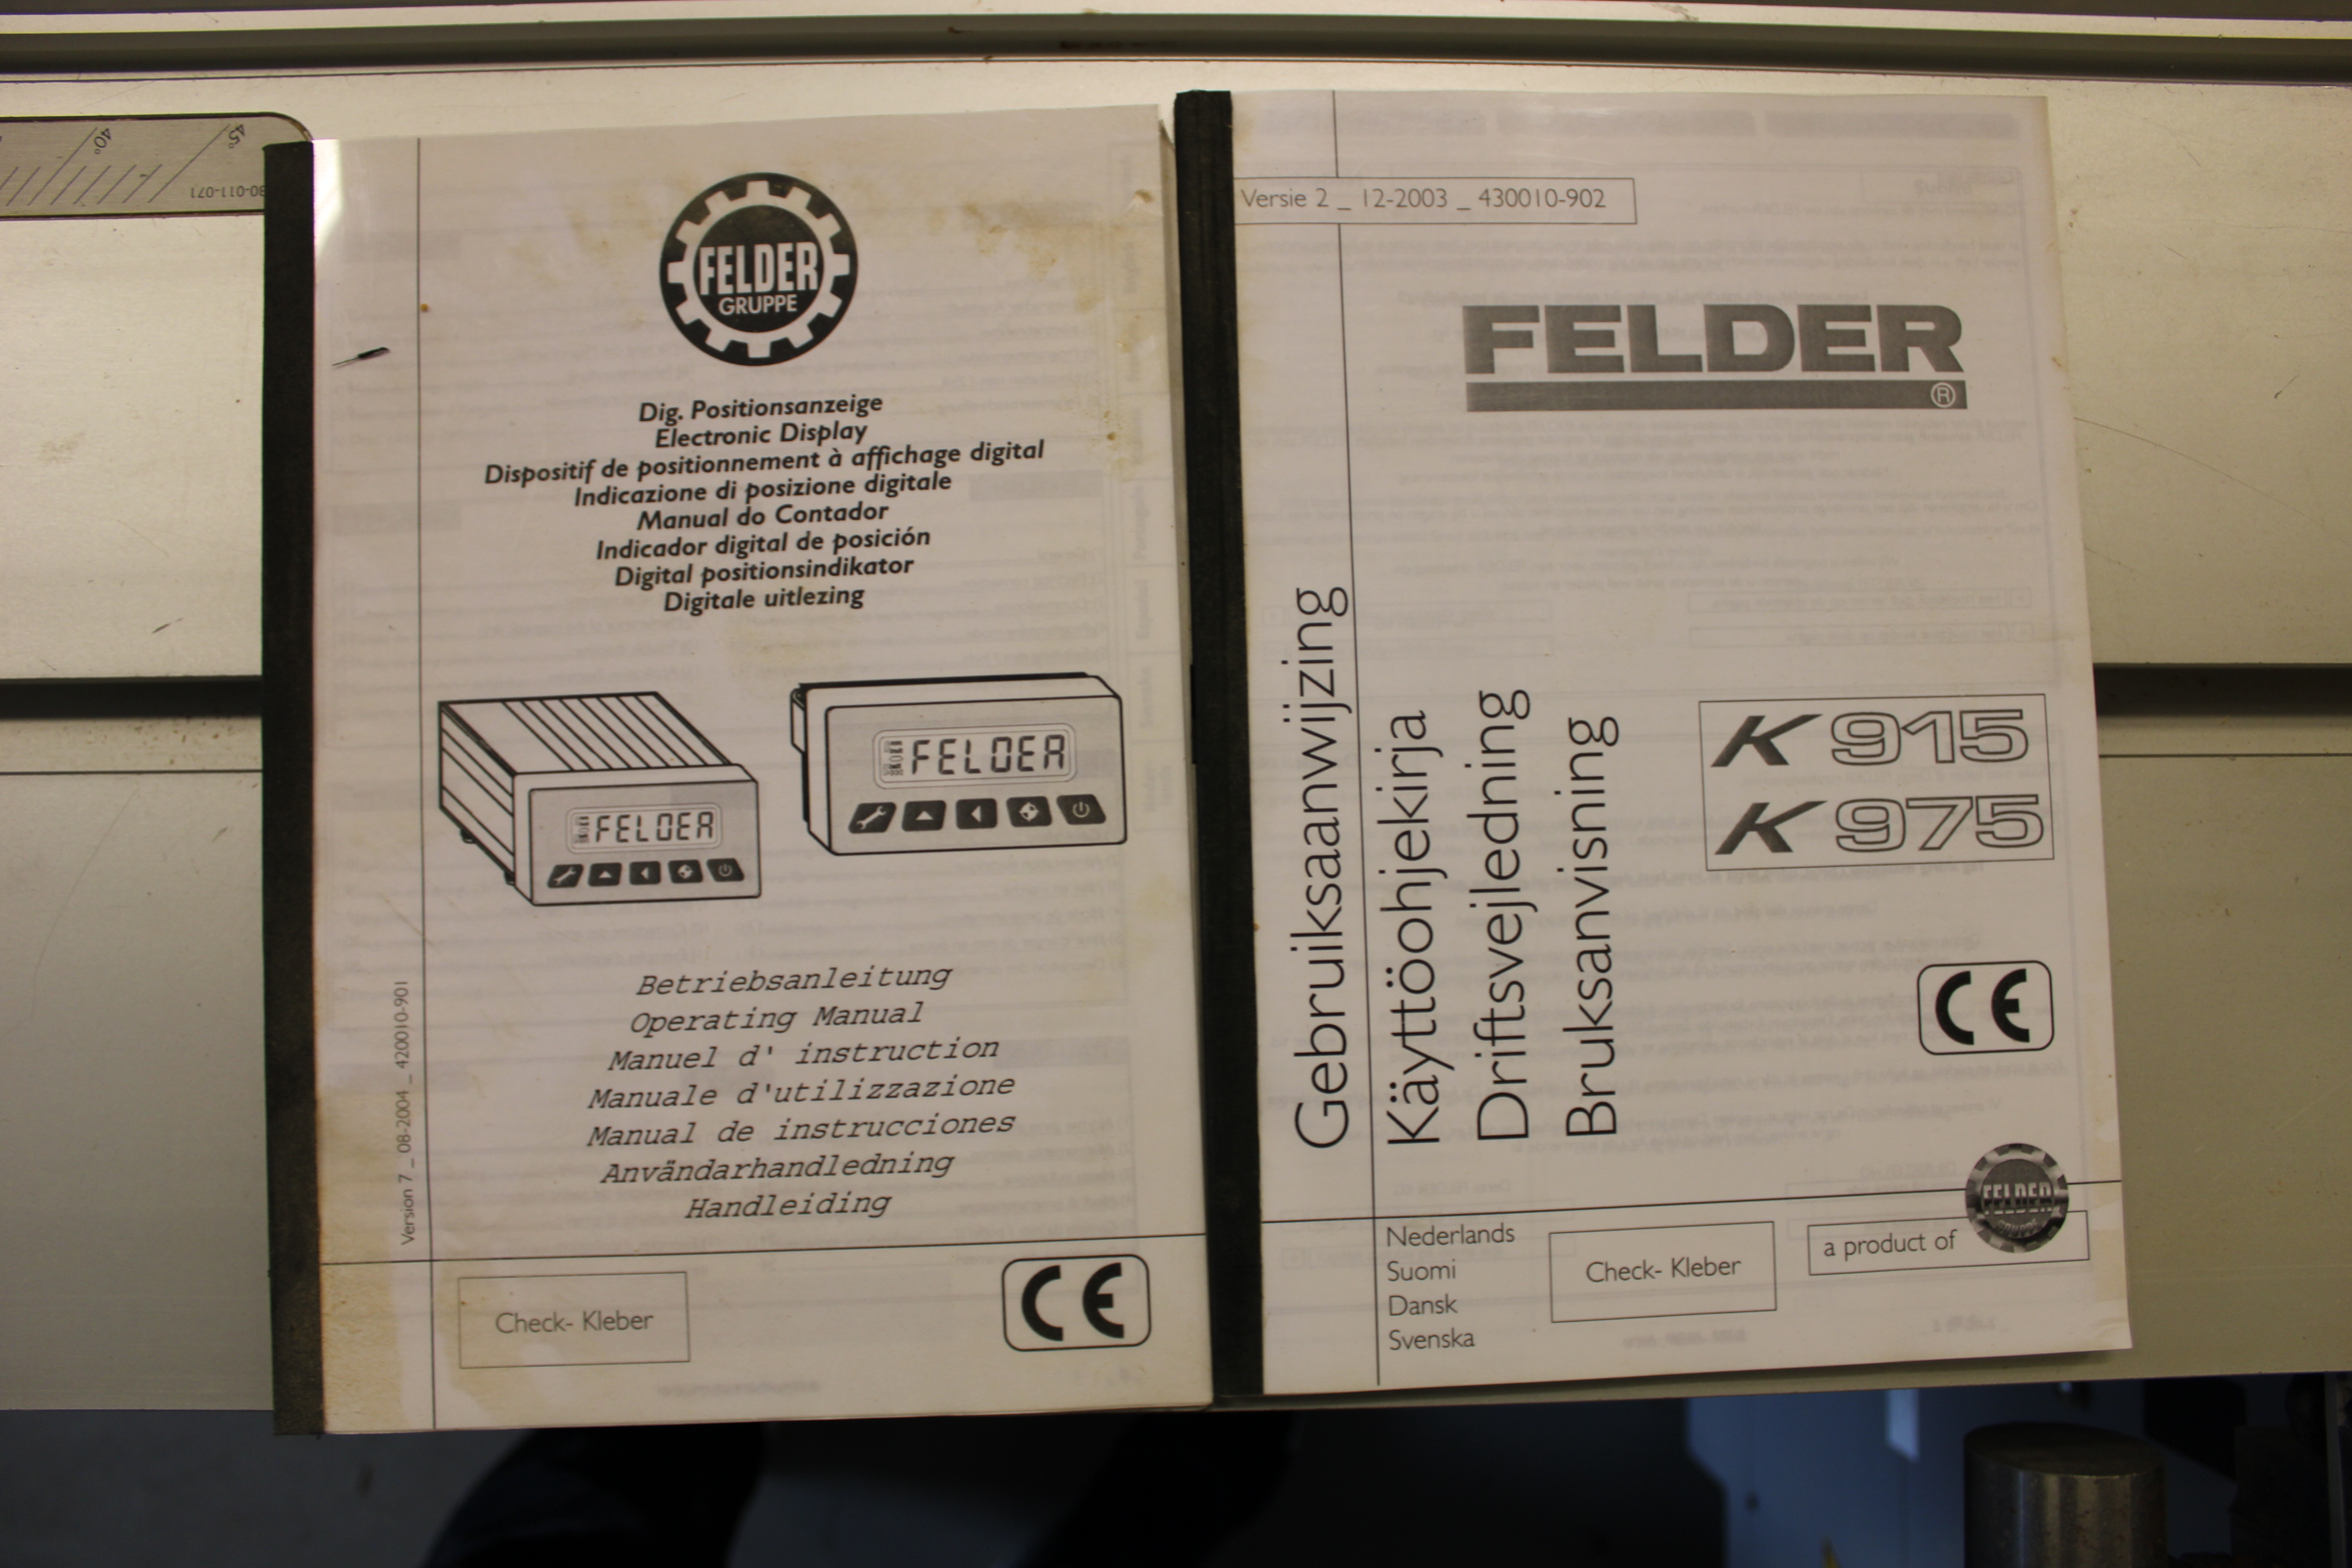 40°
45°
FELDER
GRUPPE
Dig. Positionsanzeige
Electronic Display
Dispositif de positionnement à affichage digital
Indicazione di posizione digitale
Manual do Contador
Indicador digital de posición
Digital positionsindikator
Digitale uitlezing
FELDER
FELDER
Betriebsanleitung
Operating Manual
Manuel d' instruction
Manuale d'utilizzazione
Manual de instrucciones
Användarhandledning
Handleiding
Version 7 _ 08-2004 _ 420010-901
Check- Kleber
CE
Versie 2 _ 12-2003 _ 430010-902
FELDER
®
Gebruiksaanwijzing
Käyttöohjekirja
Driftsvejledning
Bruksanvisning
K 915
K 975
CE
Nederlands
Suomi
Dansk
Svenska
Check- Kleber
a product of
FELDER
GRUPPE